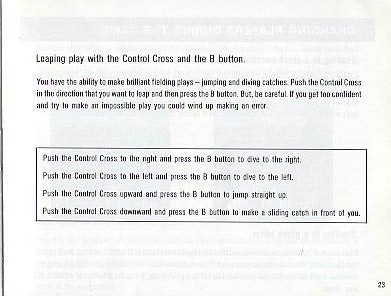 Leaping play with the Control Cross and the B button.
You have the ability to make brilliant fielding plays – jumping and diving catches. Push the Control Cross
in the direction that you want to leap and then press the B button. But, be careful. If you get too confident
and try to make an impossible play you could wind up making an error.
Push the Control Cross to the right and press the B button to dive to the right.
Push the Control Cross to the left and press the B button to dive to the left.
Push the Control Cross upward and press the B button to jump straight up.
Push the Control Cross downward and press the B button to make a sliding catch in front of you.
23